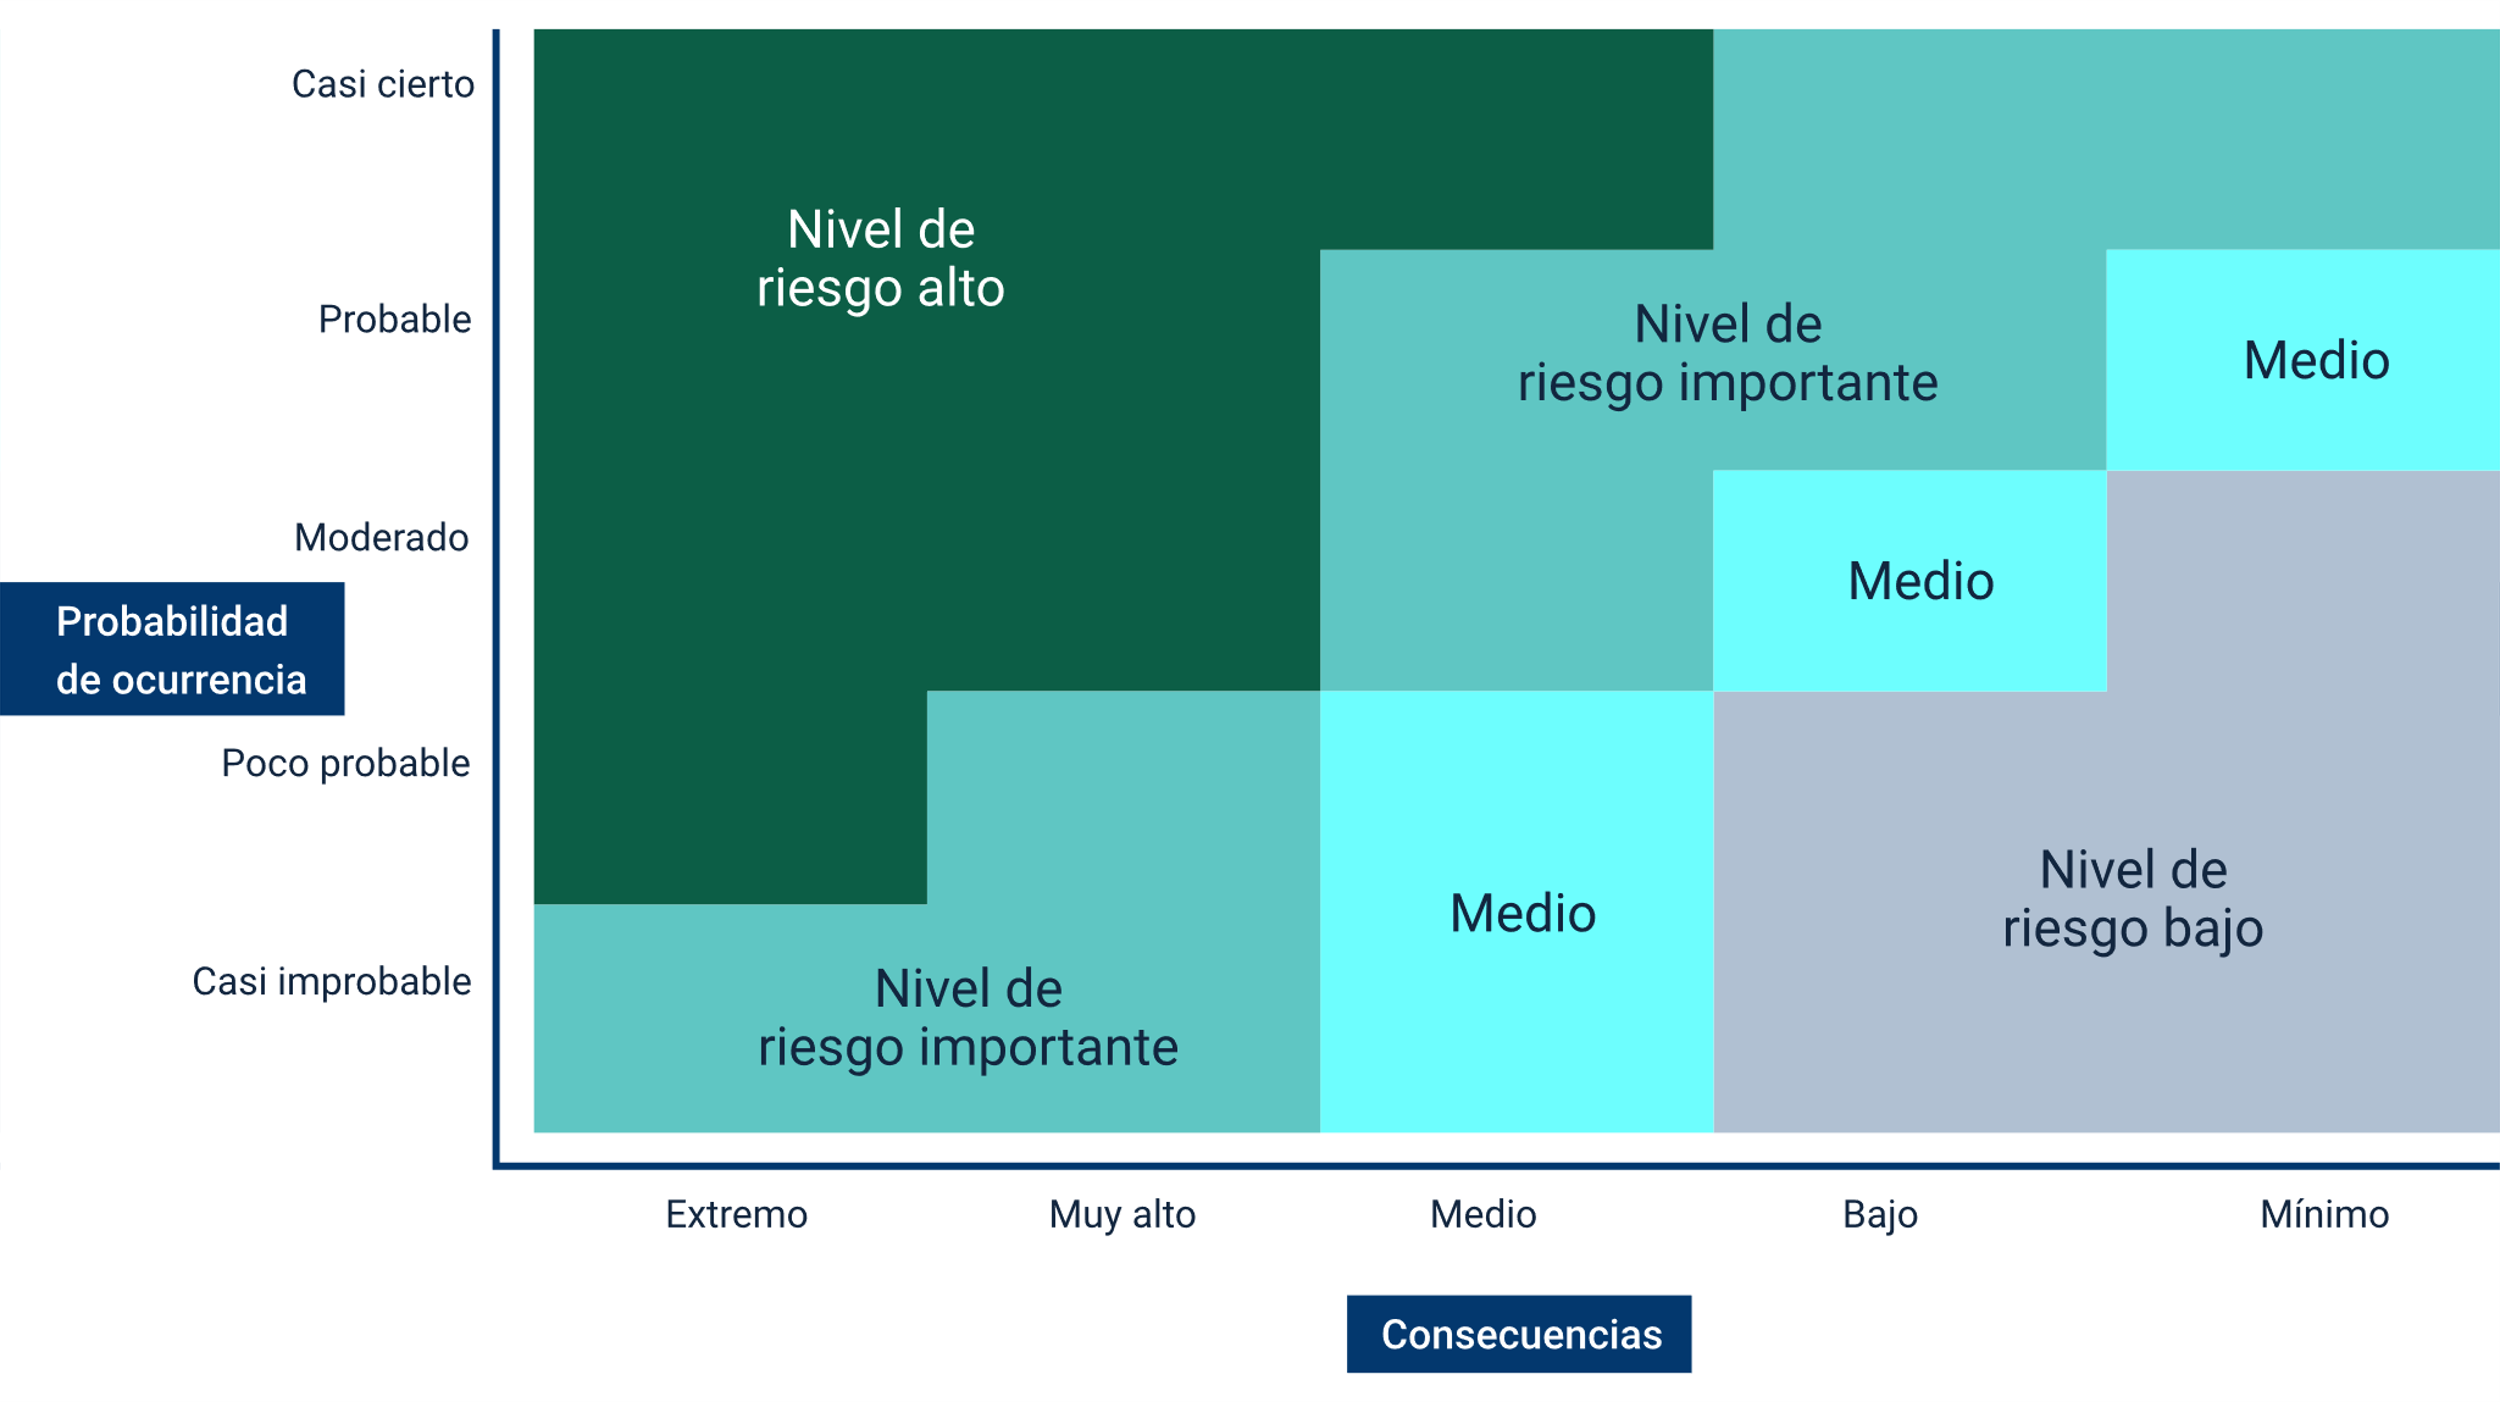 Casi cierto
Nivel de
riesgo alto
Probable
Nivel de
riesgo importante
Medio
Moderado
Medio
Probabilidad
de ocurrencia
Poco probable
Nivel de
riesgo bajo
Medio
Casi improbable
Nivel de
riesgo importante
Extremo
Muy alto
Medio
Bajo
Mínimo
Consecuencias